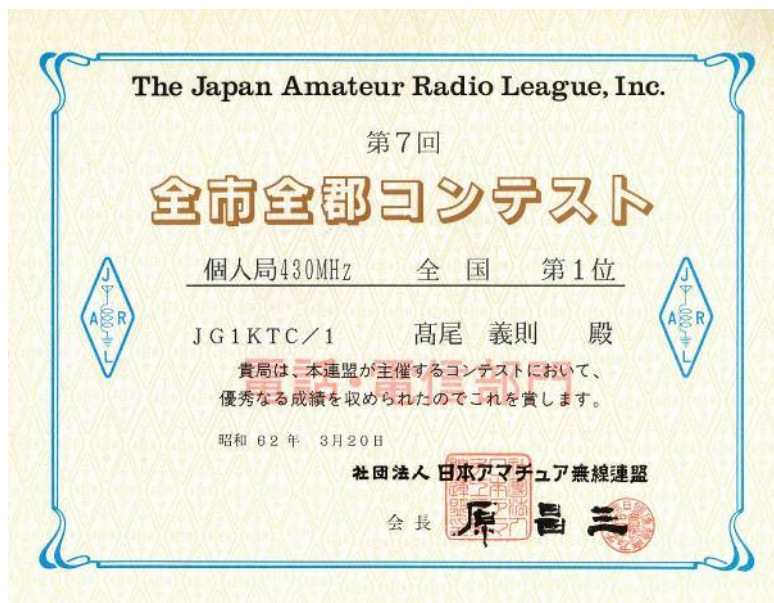 The Japan Amateur Radio League, Inc.
第7回
全市全郡コンテスト
個人局430MHz 全国 第1位
JARL
JARL
JG1KTC/1 髙尾 義則 殿
電話・電信部門
貴局は、本連盟が主催するコンテストにおいて、
優秀なる成績を収められたのでこれを賞します。
昭和 62年 3月20日
社団法人 日本アマチュア無線連盟
会長 原昌三